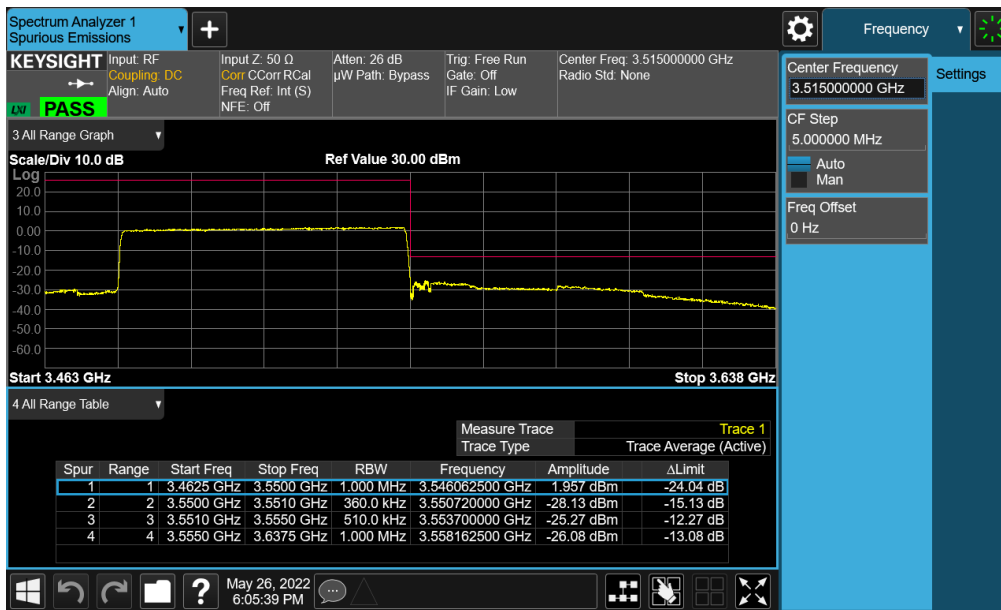 Spectrum Analyzer 1
Spurious Emissions
Frequency
KEYSIGHT
LXI PASS
Input: RF
Coupling: DC
Align: Auto
Input Z: 50 Ω
Corr CCorr RCal
Freq Ref: Int (S)
NFE: Off
Atten: 26 dB
µW Path: Bypass
Trig: Free Run
Gate: Off
IF Gain: Low
Center Freq: 3.515000000 GHz
Radio Std: None
Center Frequency
3.515000000 GHz
Settings
CF Step
5.000000 MHz
Auto
Man
Freq Offset
0 Hz
3 All Range Graph
Scale/Div 10.0 dB
Ref Value 30.00 dBm
Log
20.0
10.0
0.00
-10.0
-20.0
-30.0
-40.0
-50.0
-60.0
Start 3.463 GHz
Stop 3.638 GHz
4 All Range Table
Measure Trace Trace 1
Trace Type Trace Average (Active)
Spur Range Start Freq Stop Freq RBW Frequency Amplitude ΔLimit
1 1 3.4625 GHz 3.5500 GHz 1.000 MHz 3.546062500 GHz 1.957 dBm -24.04 dB
2 2 3.5500 GHz 3.5510 GHz 360.0 kHz 3.550720000 GHz -28.13 dBm -15.13 dB
3 3 3.5510 GHz 3.5550 GHz 510.0 kHz 3.553700000 GHz -25.27 dBm -12.27 dB
4 4 3.5550 GHz 3.6375 GHz 1.000 MHz 3.558162500 GHz -26.08 dBm -13.08 dB
?
May 26, 2022
6:05:39 PM